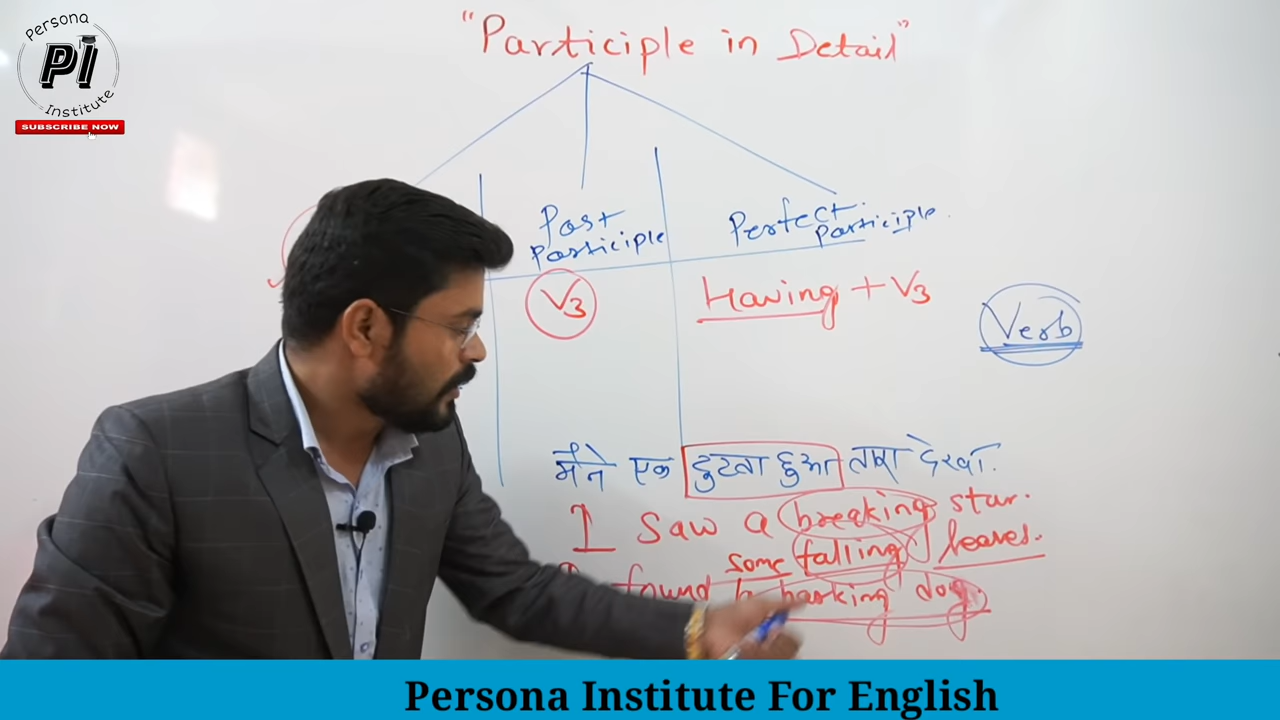 Persona
PI
Institute
SUBSCRIBE NOW
"Participle in Detail"
Past
Participle
Perfect
Participle
V3
Having + V3
Verb
मैंने एक टुटता हुआ तारा देखा.
I saw a breaking star.
some falling leaves.
found a barking dog.
Persona Institute For English